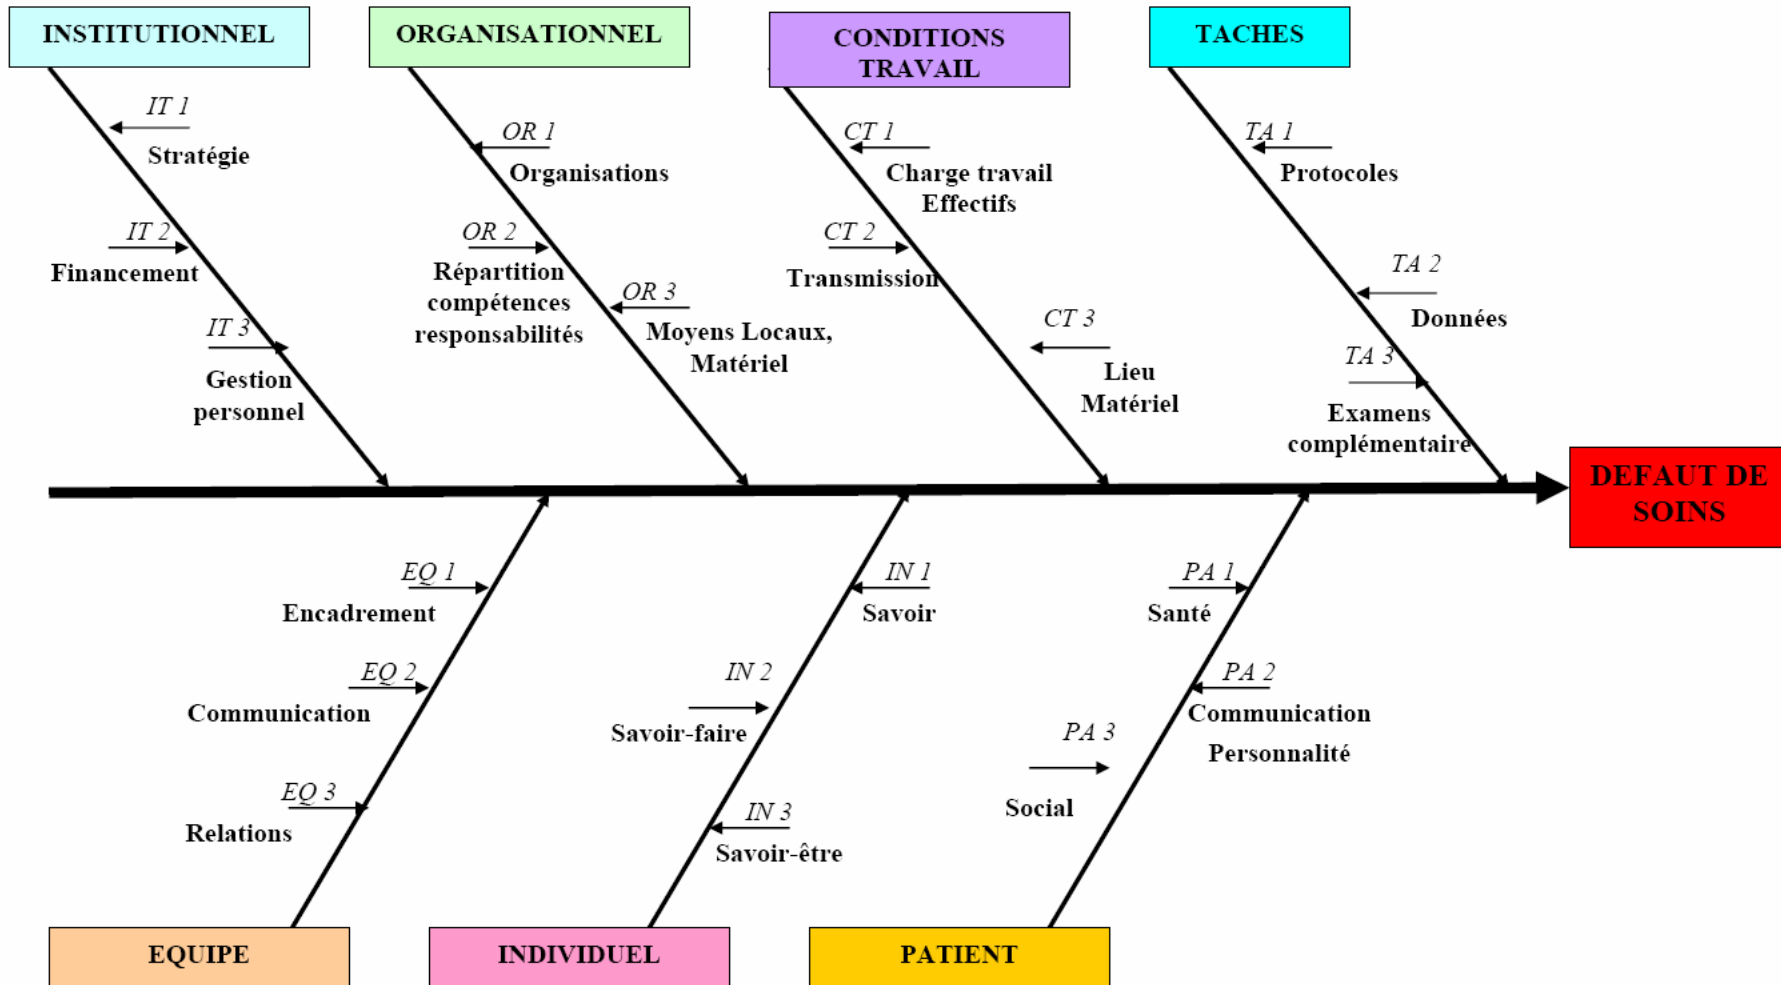 INSTITUTIONNEL
ORGANISATIONNEL
CONDITIONS
TRAVAIL
TACHES
IT 1
Stratégie
IT 2
Financement
IT 3
Gestion
personnel
OR 1
Organisations
OR 2
Répartition
compétences
responsabilités
OR 3
Moyens Locaux,
Matériel
CT 1
Charge travail
Effectifs
CT 2
Transmission
CT 3
Lieu
Matériel
TA 1
Protocoles
TA 2
Données
TA 3
Examens
complémentaire
DEFAUT DE
SOINS
EQ 1
Encadrement
EQ 2
Communication
EQ 3
Relations
IN 1
Savoir
IN 2
Savoir-faire
IN 3
Savoir-être
PA 1
Santé
PA 2
Communication
Personnalité
PA 3
Social
EQUIPE
INDIVIDUEL
PATIENT